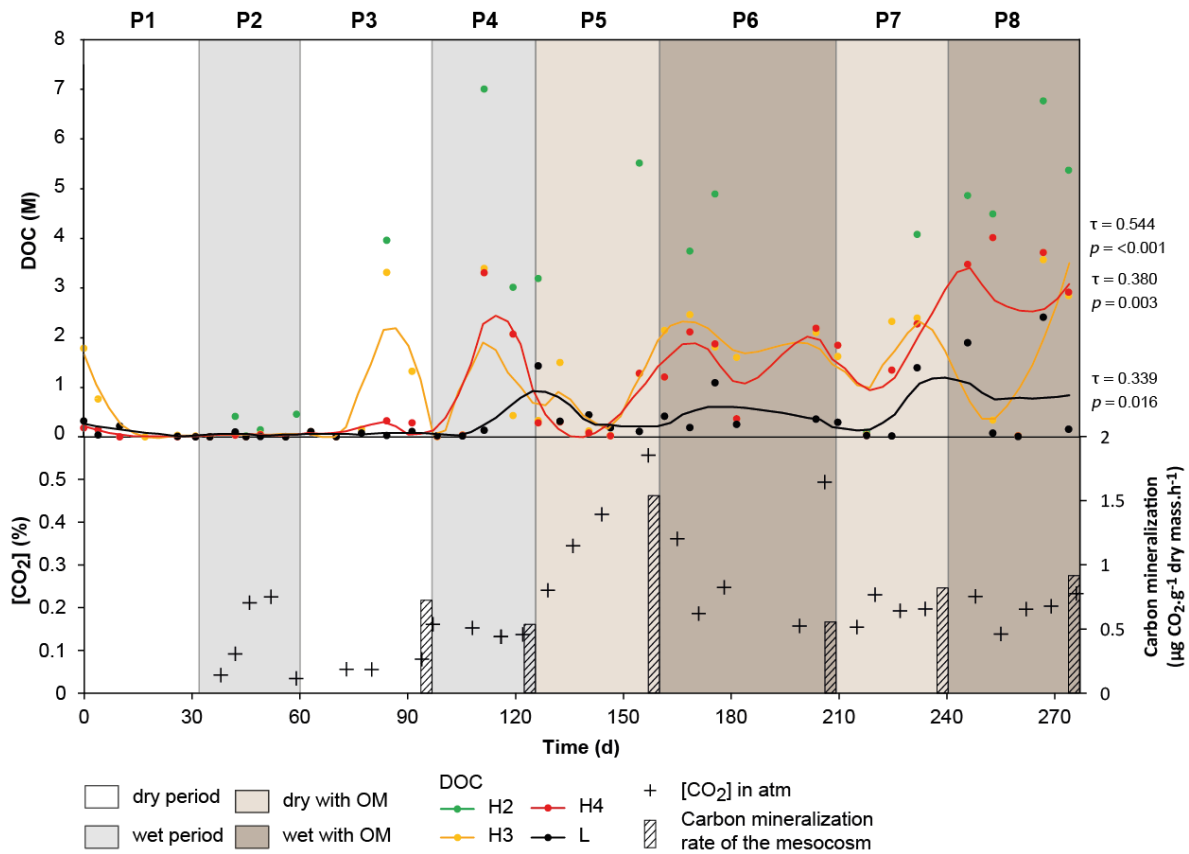 P1 P2 P3 P4 P5 P6 P7 P8
8
7
6
5
4
3
2
1
0
DOC (M)
τ = 0.544
p = <0.001
τ = 0.380
p = 0.003
τ = 0.339
p = 0.016
0.5
0.4
0.3
0.2
0.1
0
[CO₂] (%)
2
1.5
1
0.5
0
Carbon mineralization
(µg CO₂.g⁻¹ dry mass.h⁻¹)
0 30 60 90 120 150 180 210 240 270
Time (d)
dry period
wet period
dry with OM
wet with OM
DOC
H2
H3
H4
L
[CO₂] in atm
Carbon mineralization
rate of the mesocosm